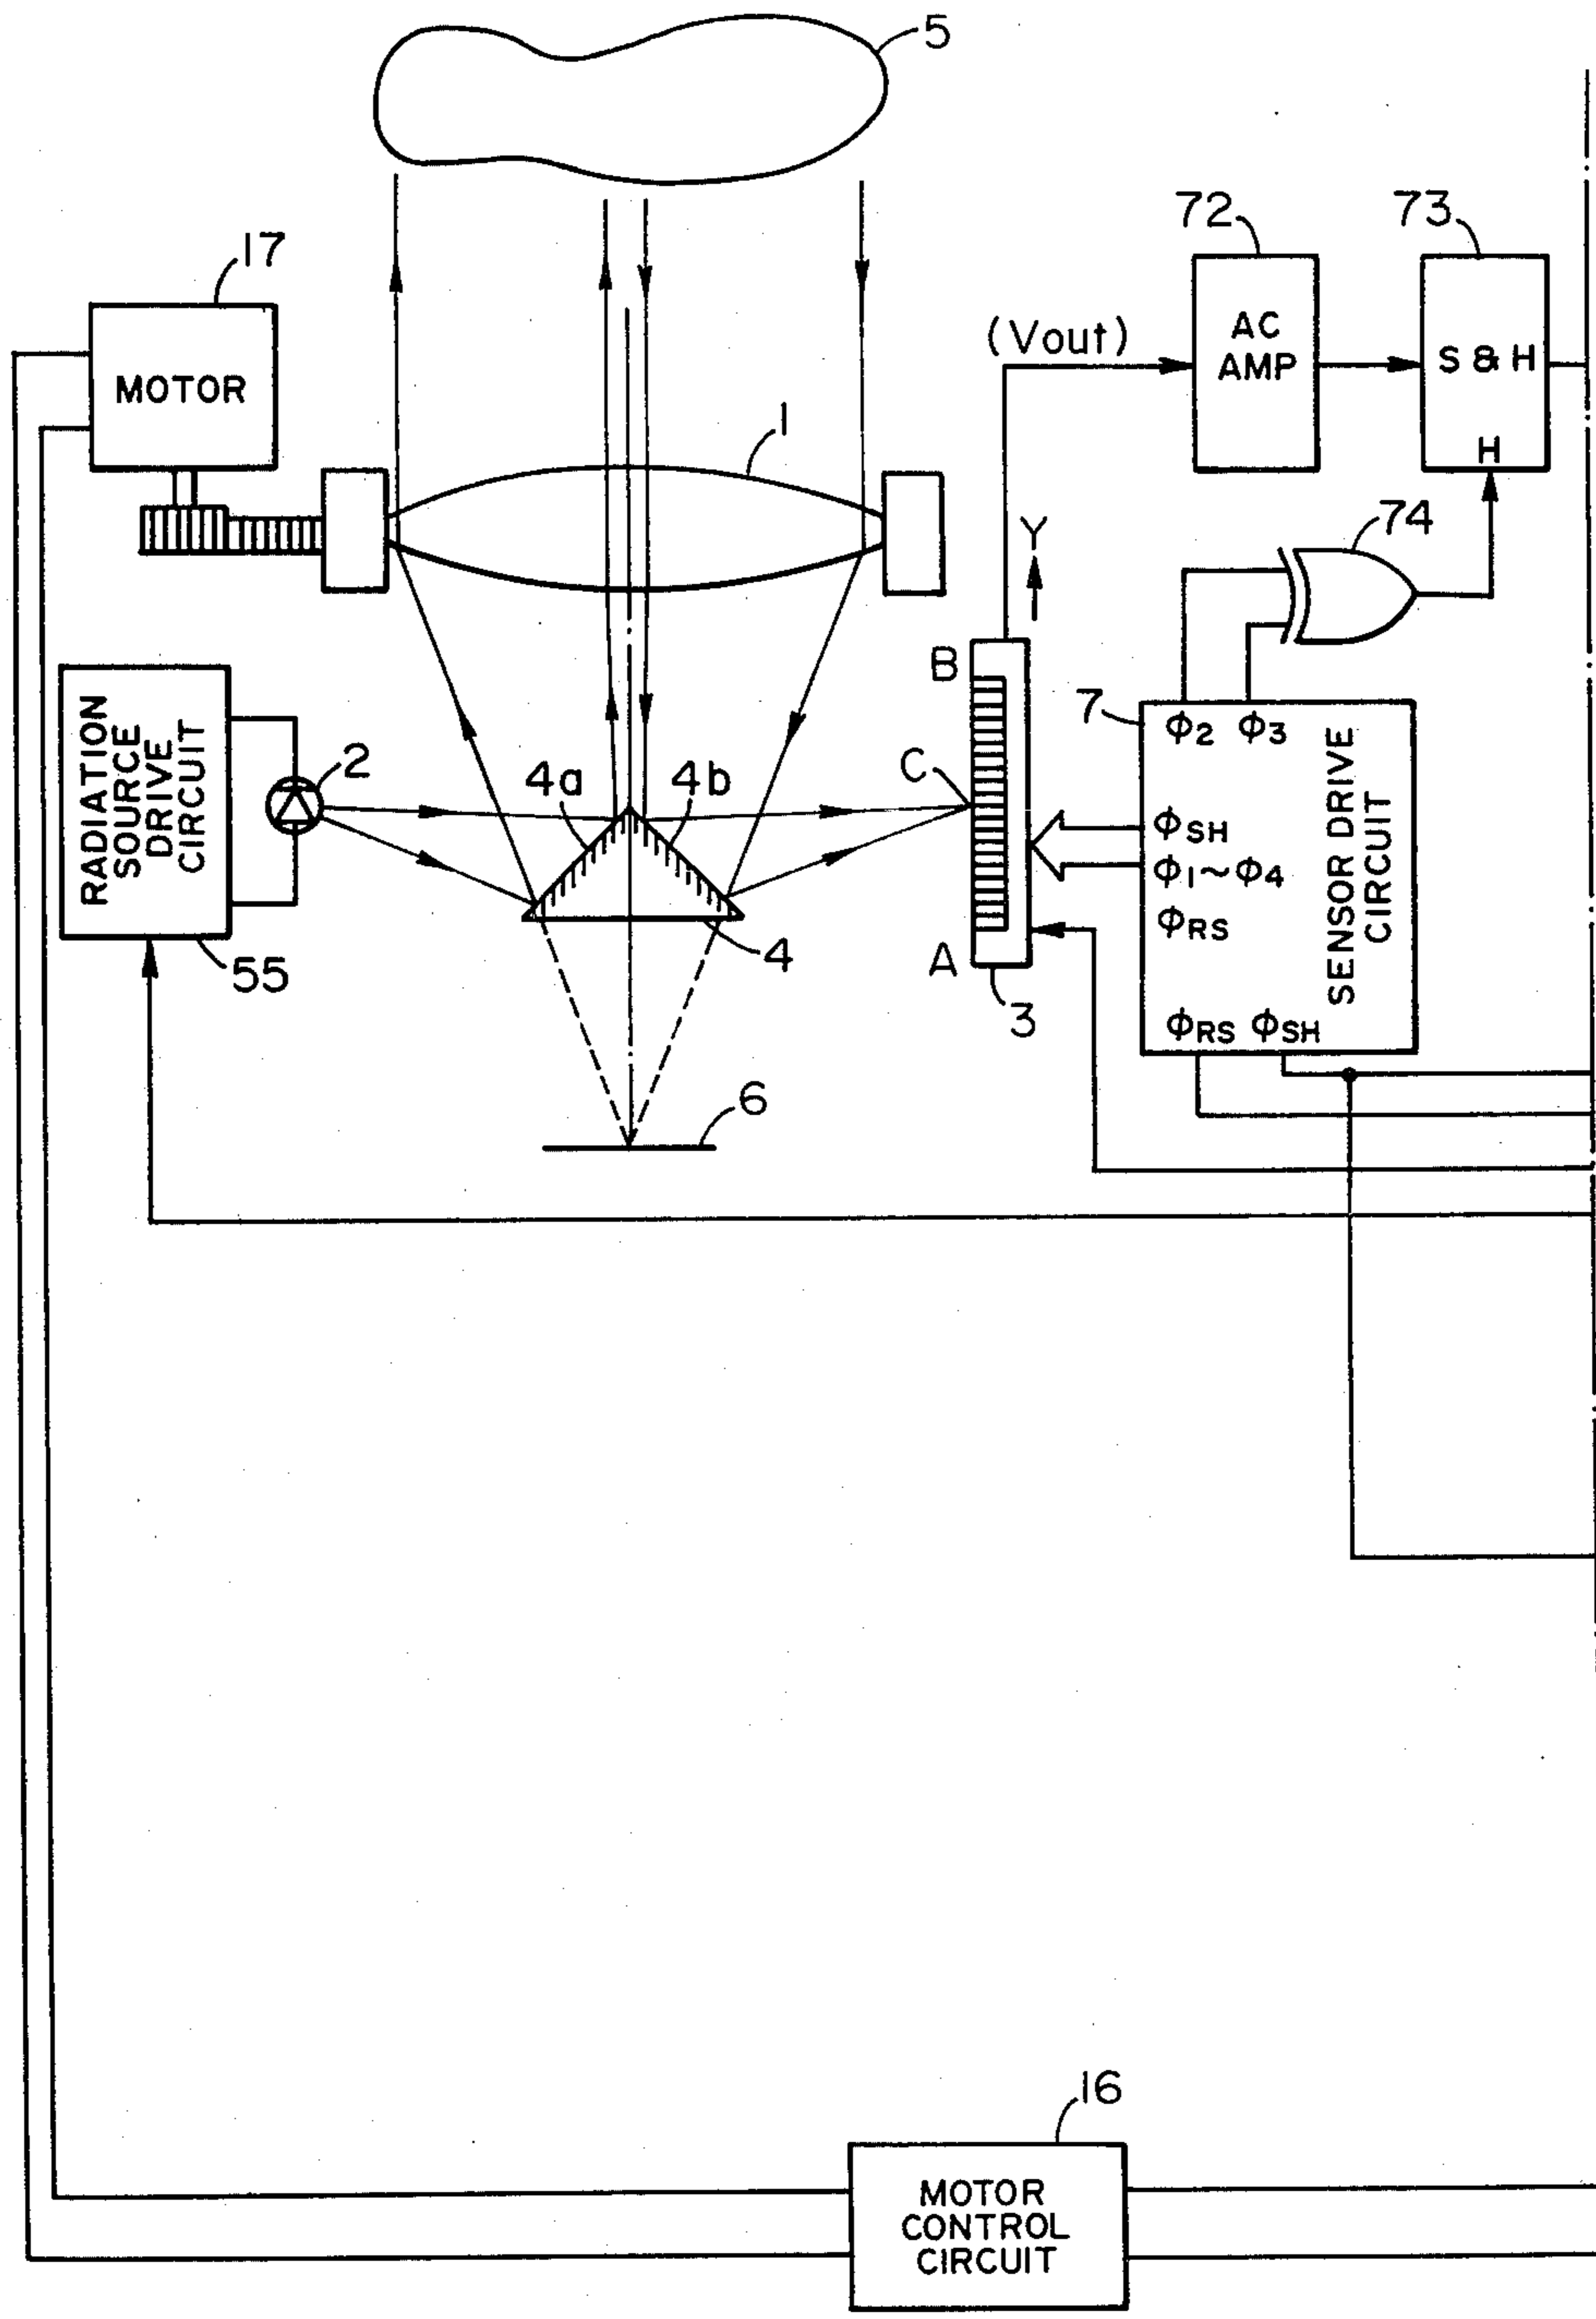 5
17
MOTOR
72
73
(Vout)
AC
AMP
S & H
H
1
Y
74
B
7
Φ2 Φ3
RADIATION
SOURCE
DRIVE
CIRCUIT
2
4a
4b
C
ΦSH
Φ1~Φ4
ΦRS
SENSOR DRIVE
CIRCUIT
55
4
A
3
ΦRS ΦSH
6
16
MOTOR
CONTROL
CIRCUIT